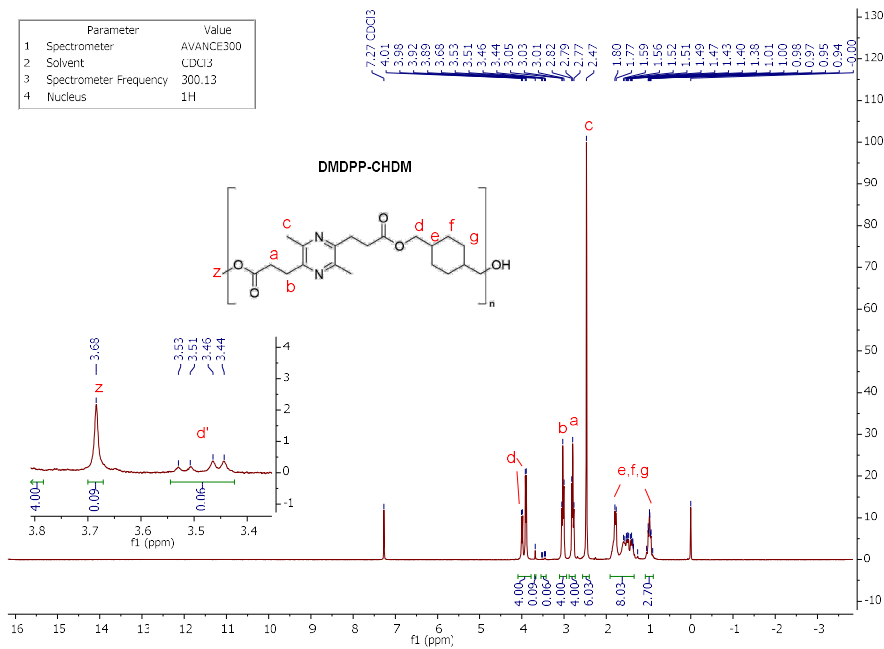 Parameter Value
1 Spectrometer AVANCE300
2 Solvent CDCl3
3 Spectrometer Frequency 300.13
4 Nucleus 1H
7.27 CDCl3
4.01
3.98
3.92
3.89
3.68
3.53
3.51
3.46
3.44
3.05
3.03
3.01
2.82
2.79
2.77
2.47
1.80
1.77
1.59
1.56
1.52
1.51
1.49
1.47
1.43
1.40
1.38
1.01
1.00
0.98
0.97
0.95
0.94
-0.00
130
120
110
100
90
80
70
60
50
40
30
20
10
0
-10
DMDPP-CHDM
c
N
N
O
O
O
O
OH
n
a
b
z
d
e
f
g
3.68
3.53
3.51
3.46
3.44
z
d'
4
3
2
1
0
-1
4.00
0.09
0.06
3.8 3.7 3.6 3.5 3.4
f1 (ppm)
d
b
a
c
e,f,g
4.00
0.09
0.06
4.00
4.00
6.03
8.03
2.70
16 15 14 13 12 11 10 9 8 7 6 5 4 3 2 1 0 -1 -2 -3
f1 (ppm)